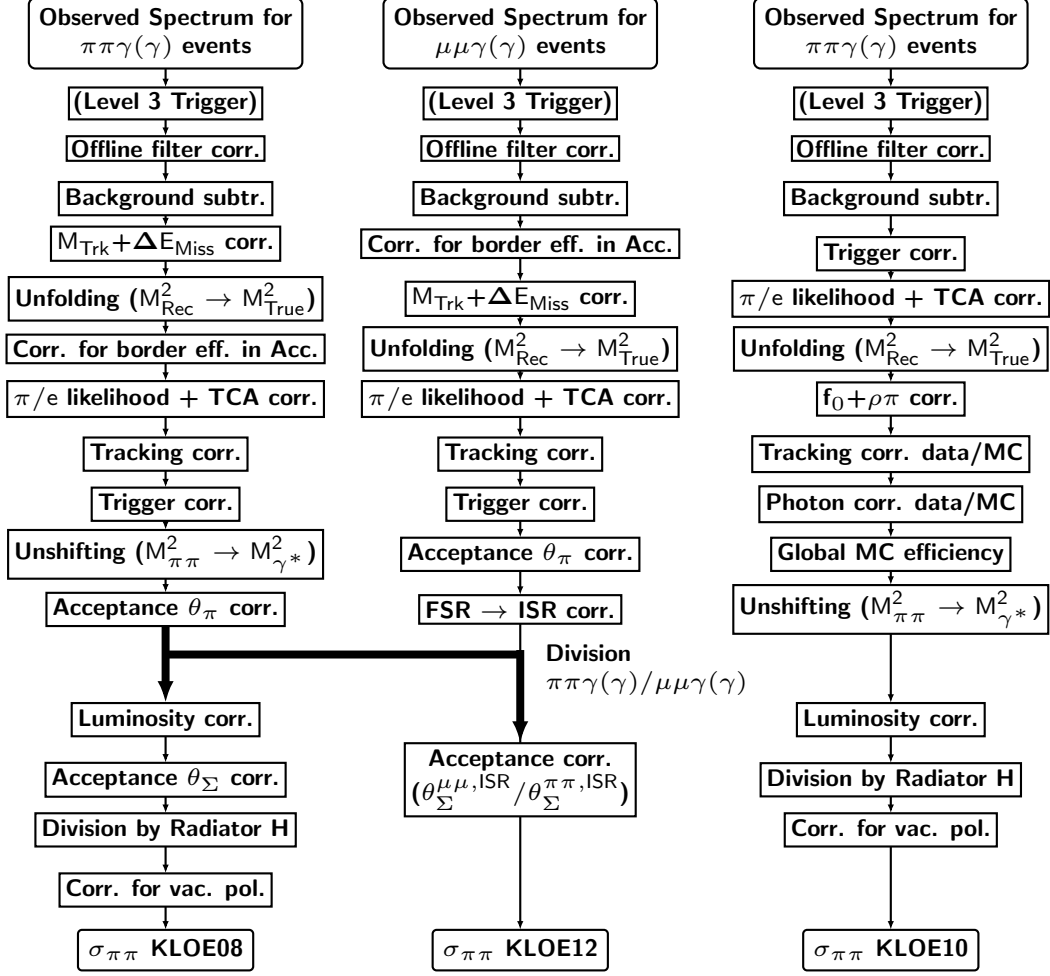 Observed Spectrum for
ππγ(γ) events
(Level 3 Trigger)
Offline filter corr.
Background subtr.
M_Trk+ΔE_Miss corr.
Unfolding (M²_Rec → M²_True)
Corr. for border eff. in Acc.
π/e likelihood + TCA corr.
Tracking corr.
Trigger corr.
Unshifting (M²_ππ → M²_γ*)
Acceptance θ_π corr.
Luminosity corr.
Acceptance θ_Σ corr.
Division by Radiator H
Corr. for vac. pol.
σ_ππ KLOE08
Observed Spectrum for
μμγ(γ) events
(Level 3 Trigger)
Offline filter corr.
Background subtr.
Corr. for border eff. in Acc.
M_Trk+ΔE_Miss corr.
Unfolding (M²_Rec → M²_True)
π/e likelihood + TCA corr.
Tracking corr.
Trigger corr.
Acceptance θ_π corr.
FSR → ISR corr.
Division
ππγ(γ)/μμγ(γ)
Acceptance corr.
(θ_Σ^μμ,ISR/θ_Σ^ππ,ISR)
σ_ππ KLOE12
Observed Spectrum for
ππγ(γ) events
(Level 3 Trigger)
Offline filter corr.
Background subtr.
Trigger corr.
π/e likelihood + TCA corr.
Unfolding (M²_Rec → M²_True)
f₀+ρπ corr.
Tracking corr. data/MC
Photon corr. data/MC
Global MC efficiency
Unshifting (M²_ππ → M²_γ*)
Luminosity corr.
Division by Radiator H
Corr. for vac. pol.
σ_ππ KLOE10